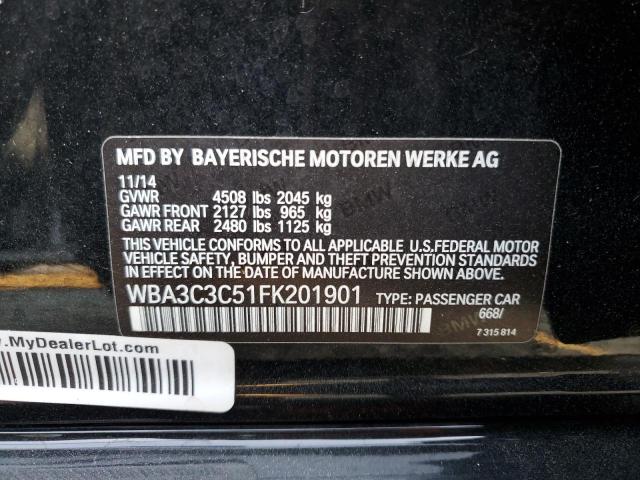 MFD BY BAYERISCHE MOTOREN WERKE AG
11/14
GVWR 4508 lbs 2045 kg
GAWR FRONT 2127 lbs 965 kg
GAWR REAR 2480 lbs 1125 kg
THIS VEHICLE CONFORMS TO ALL APPLICABLE U.S.FEDERAL MOTOR
VEHICLE SAFETY, BUMPER AND THEFT PREVENTION STANDARDS
IN EFFECT ON THE DATE OF MANUFACTURE SHOWN ABOVE.
WBA3C3C51FK201901 TYPE: PASSENGER CAR
668/
7 315 814
w.MyDealerLot.com